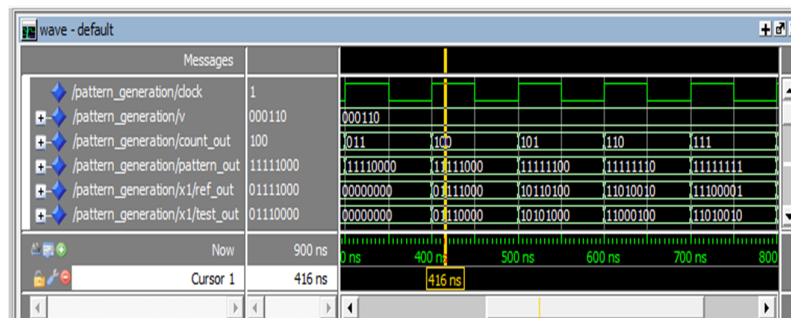 wave - default
Messages
/pattern_generation/clock 1
/pattern_generation/v 000110 000110
/pattern_generation/count_out 100 011 100 101 110 111
/pattern_generation/pattern_out 11111000 11110000 11111000 11111100 11111110 11111111
/pattern_generation/x1/ref_out 01111000 00000000 01111000 10110100 11010010 11100001
/pattern_generation/x1/test_out 01110000 00000000 01110000 10101000 11000100 11010010
Now 900 ns 0 ns 400 ns 500 ns 600 ns 700 ns 800
Cursor 1 416 ns 416 ns